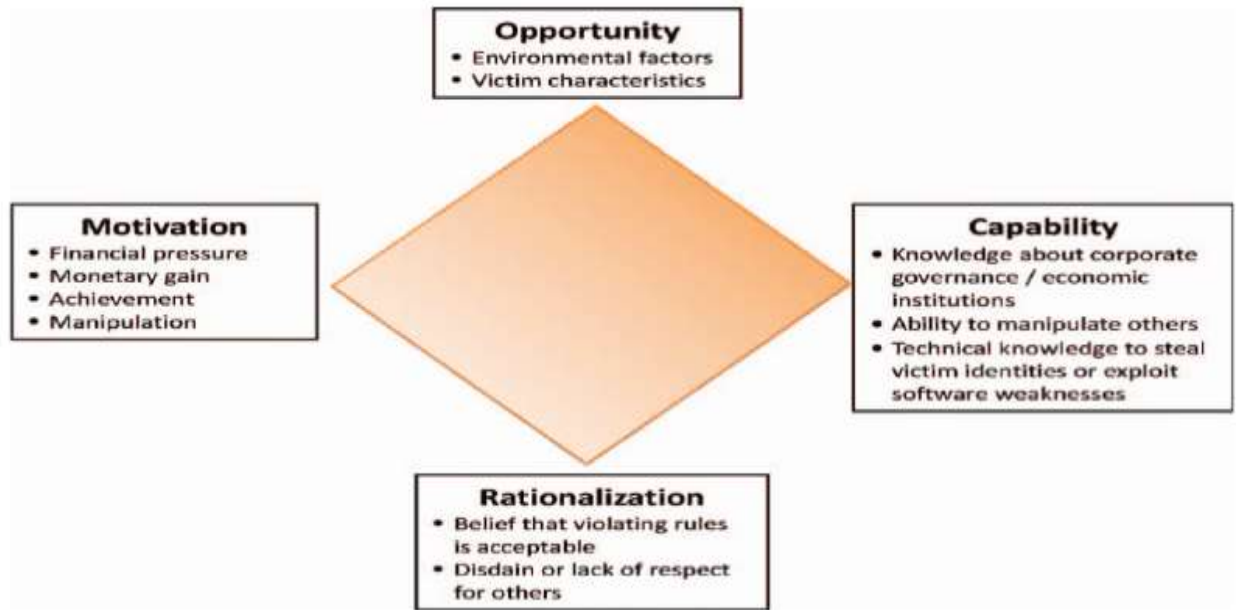 Opportunity
• Environmental factors
• Victim characteristics
Motivation
• Financial pressure
• Monetary gain
• Achievement
• Manipulation
Capability
• Knowledge about corporate
governance / economic
institutions
• Ability to manipulate others
• Technical knowledge to steal
victim identities or exploit
software weaknesses
Rationalization
• Belief that violating rules
is acceptable
• Disdain or lack of respect
for others